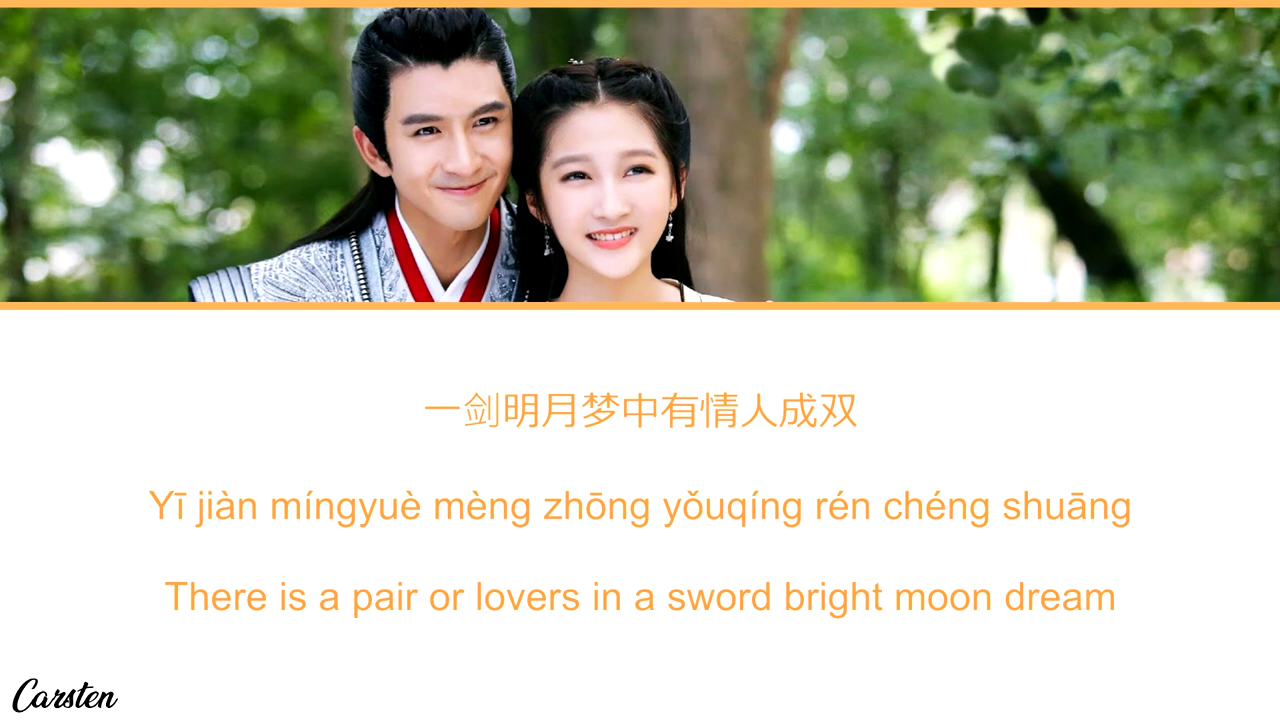 一剑明月梦中有情人成双
Yī jiàn míngyuè mèng zhōng yǒuqíng rén chéng shuāng
There is a pair or lovers in a sword bright moon dream
Carsten